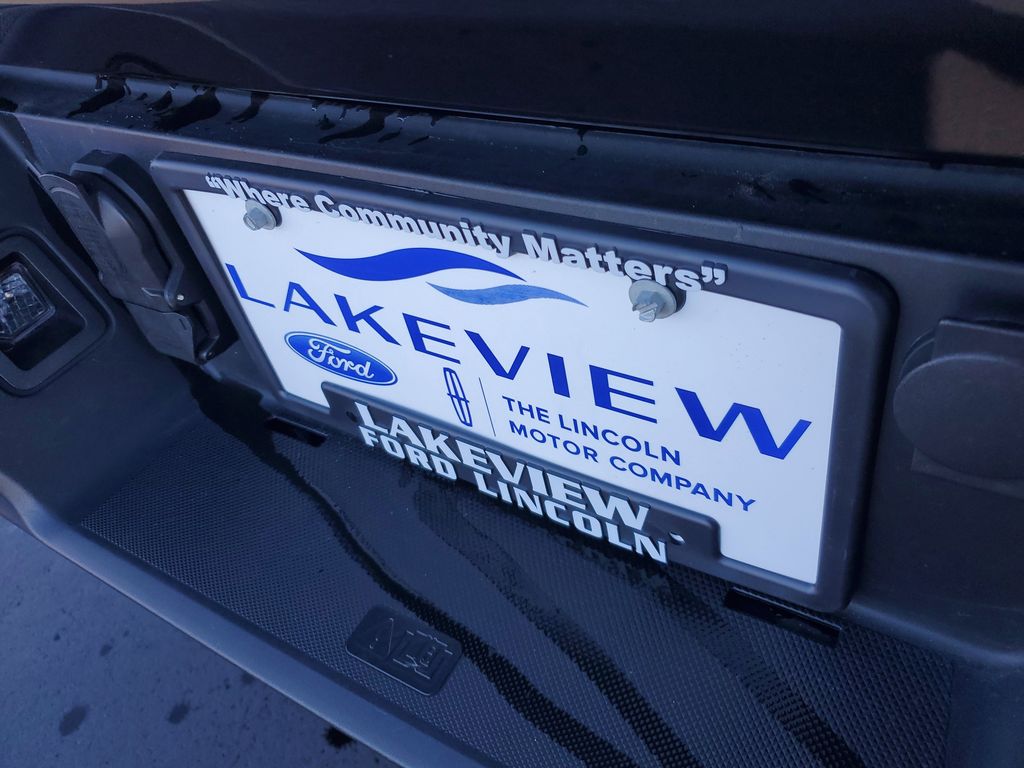 “Where Community Matters”
LAKEVIEW
Ford
THE LINCOLN
MOTOR COMPANY
LAKEVIEW
FORD LINCOLN